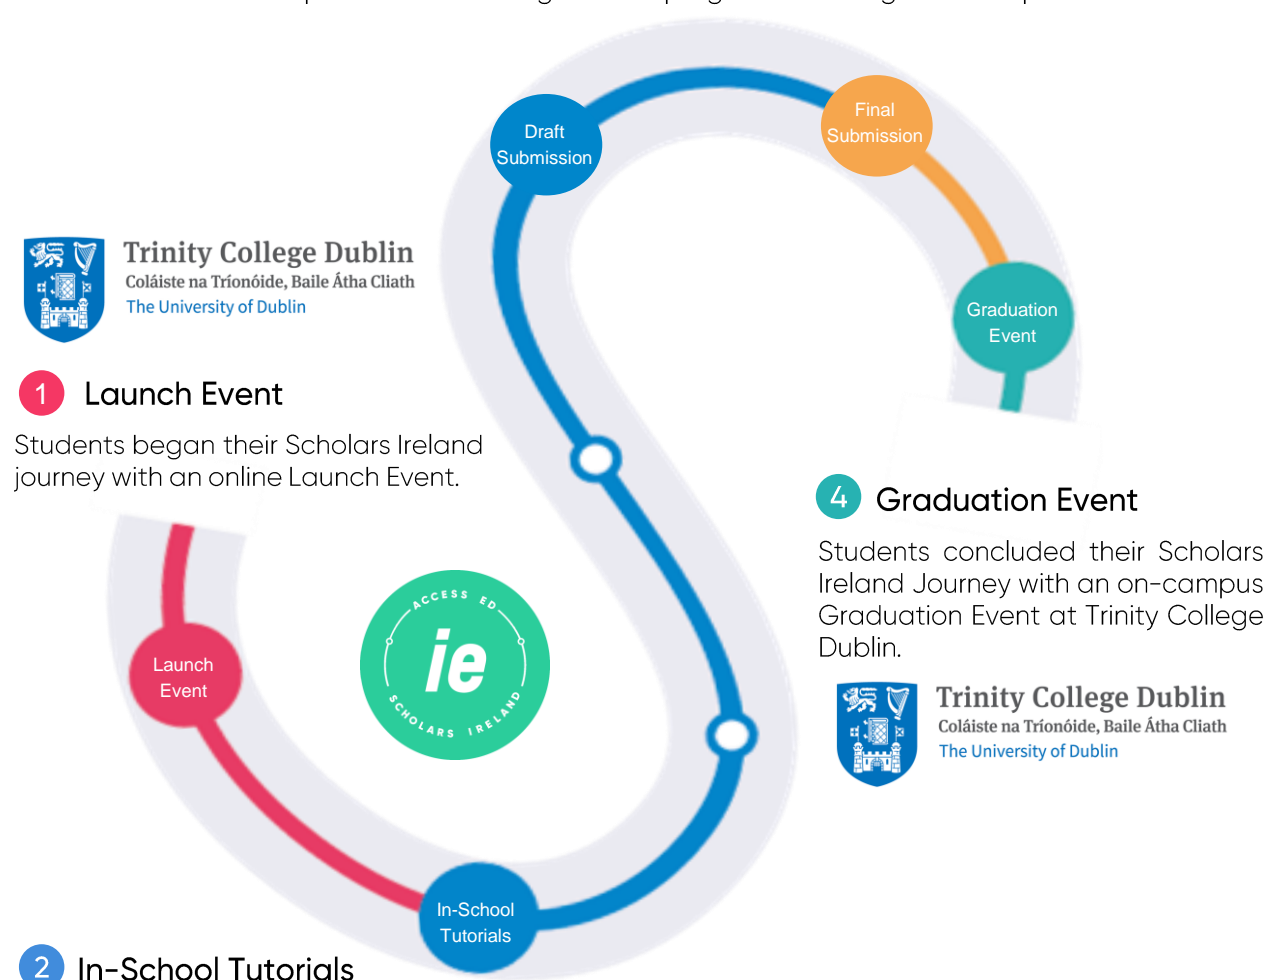 Draft
Submission
Final
Submission
Trinity College Dublin
Coláiste na Tríonóide, Baile Átha Cliath
The University of Dublin
Graduation
Event
1 Launch Event
Students began their Scholars Ireland
journey with an online Launch Event.
4 Graduation Event
Students concluded their Scholars
Ireland Journey with an on-campus
Graduation Event at Trinity College
Dublin.
ACCESS ED
ie
SCHOLARS IRELAND
Launch
Event
Trinity College Dublin
Coláiste na Tríonóide, Baile Átha Cliath
The University of Dublin
In-School
Tutorials
2 In-School Tutorials